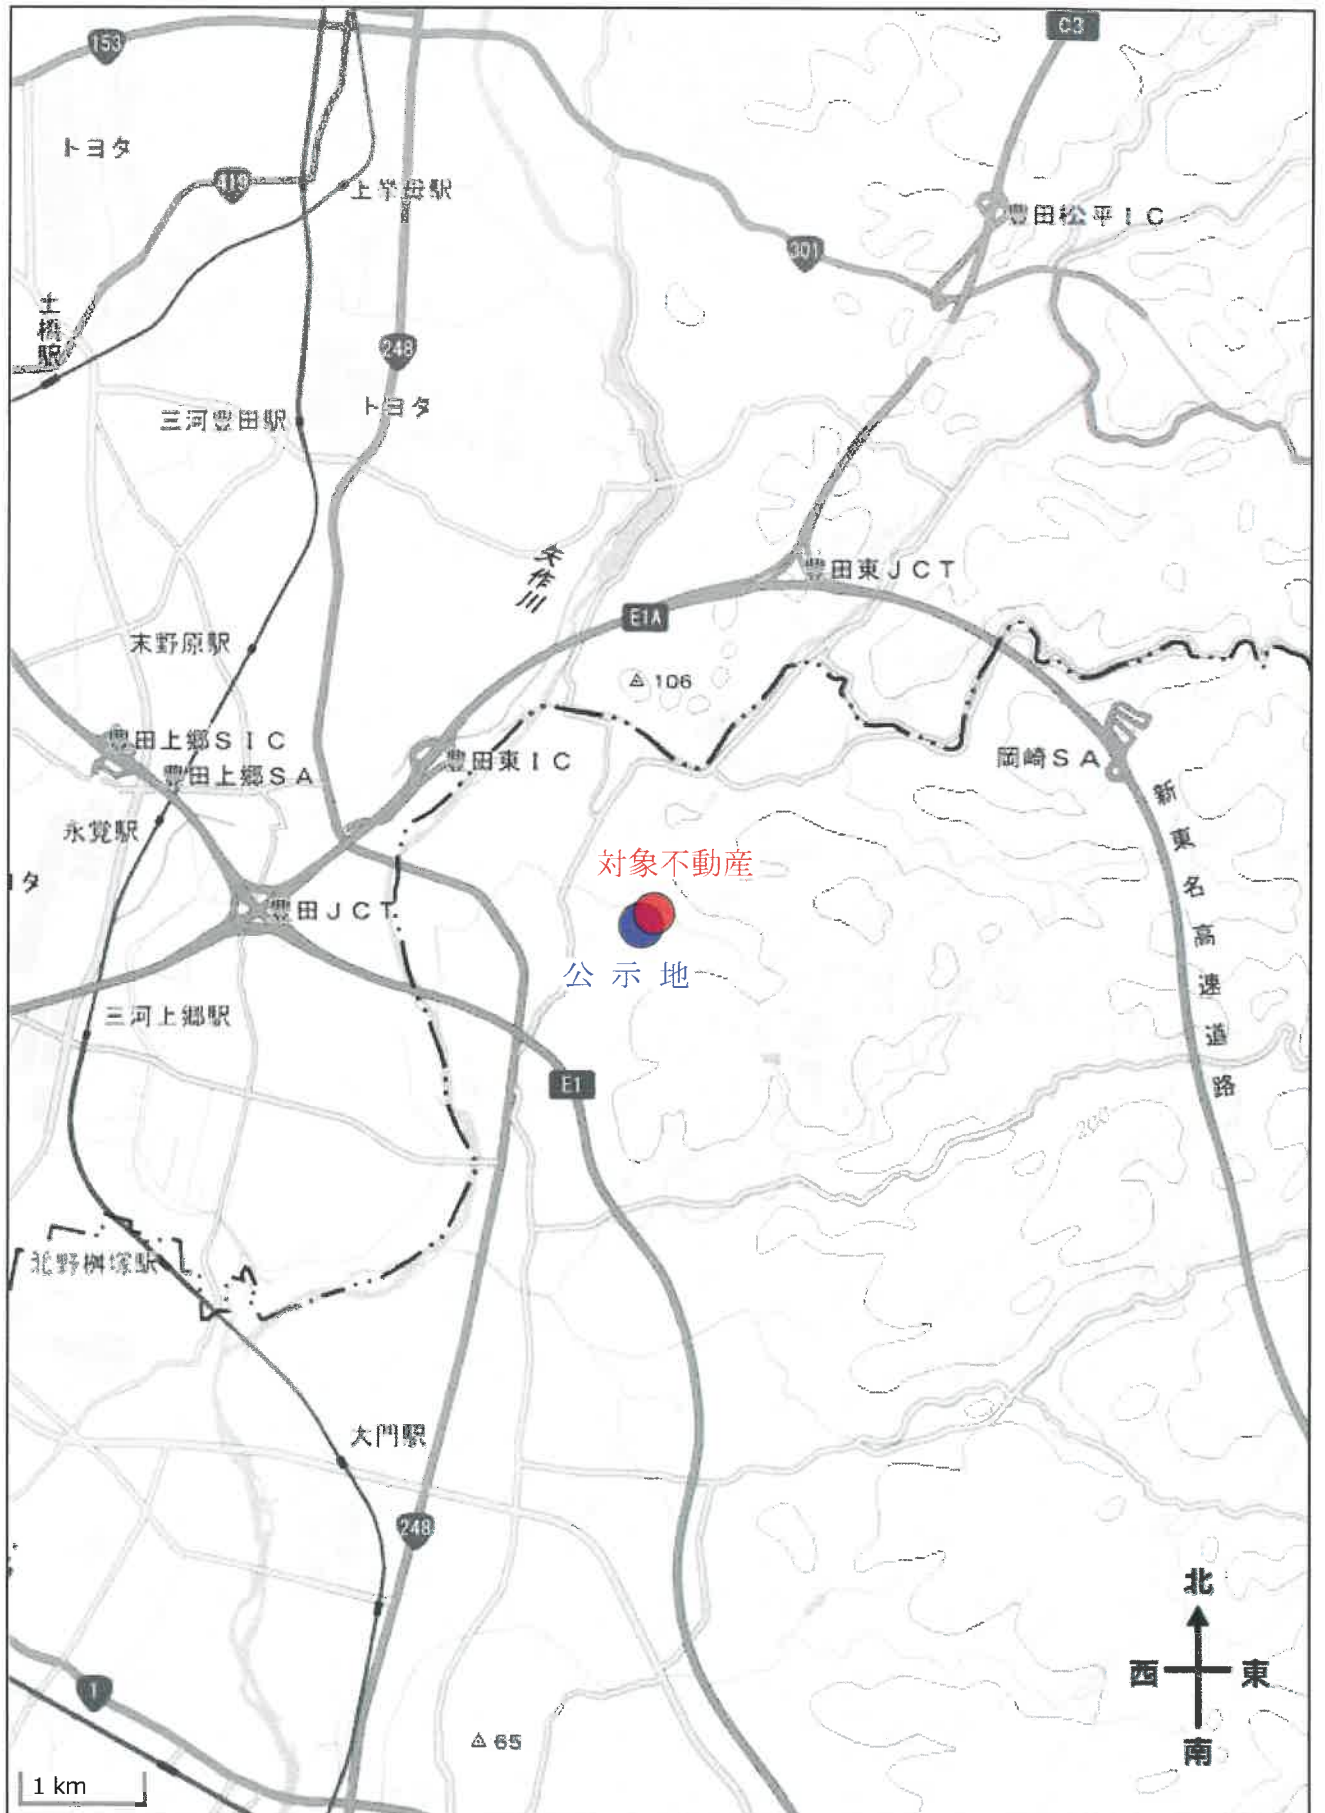 C3
153
トヨタ
419
上挙母駅
豊田松平IC
301
土橋駅
248
トヨタ
三河豊田駅
矢作川
豊田東JCT
E1A
末野原駅
106
豊田上郷SIC
豊田東IC
岡崎SA
豊田上郷SA
新東名高速道路
永覚駅
対象不動産
タ
豊田JCT
公示地
三河上郷駅
E1
200
北野桝塚駅
大門駅
248
北
西
東
南
1
65
1 km